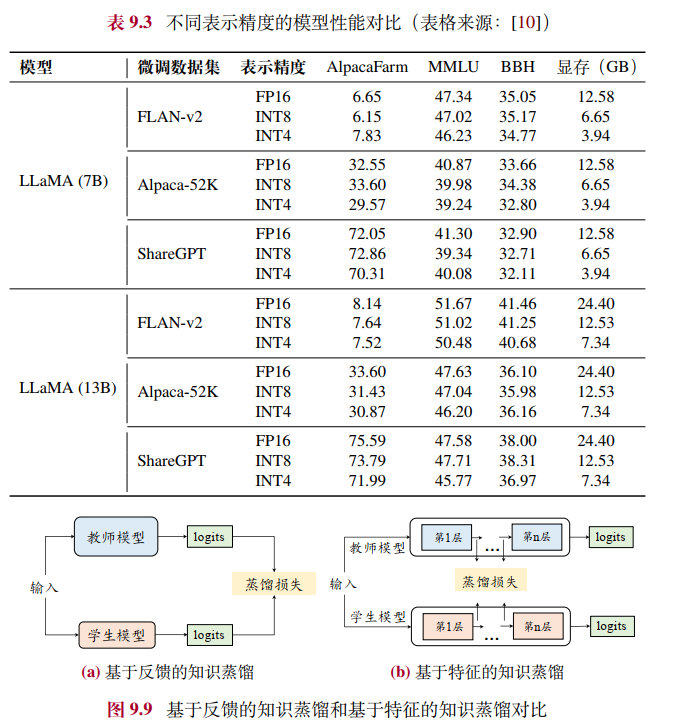 表 9.3 不同表示精度的模型性能对比（表格来源：[10]）
模型 微调数据集 表示精度 AlpacaFarm MMLU BBH 显存（GB）
FP16 6.65 47.34 35.05 12.58
FLAN-v2 INT8 6.15 47.02 35.17 6.65
INT4 7.83 46.23 34.77 3.94
FP16 32.55 40.87 33.66 12.58
LLaMA (7B) Alpaca-52K INT8 33.60 39.98 34.38 6.65
INT4 29.57 39.24 32.80 3.94
FP16 72.05 41.30 32.90 12.58
ShareGPT INT8 72.86 39.34 32.71 6.65
INT4 70.31 40.08 32.11 3.94
FP16 8.14 51.67 41.46 24.40
FLAN-v2 INT8 7.64 51.02 41.25 12.53
INT4 7.52 50.48 40.68 7.34
FP16 33.60 47.63 36.10 24.40
LLaMA (13B) Alpaca-52K INT8 31.43 47.04 35.98 12.53
INT4 30.87 46.20 36.16 7.34
FP16 75.59 47.58 38.00 24.40
ShareGPT INT8 73.79 47.71 38.31 12.53
INT4 71.99 45.77 36.97 7.34
教师模型 logits
输入 蒸馏损失
学生模型 logits
(a) 基于反馈的知识蒸馏
教师模型 第1层 ... 第n层 logits
输入 蒸馏损失
学生模型 第1层 ... 第n层 logits
(b) 基于特征的知识蒸馏
图 9.9 基于反馈的知识蒸馏和基于特征的知识蒸馏对比